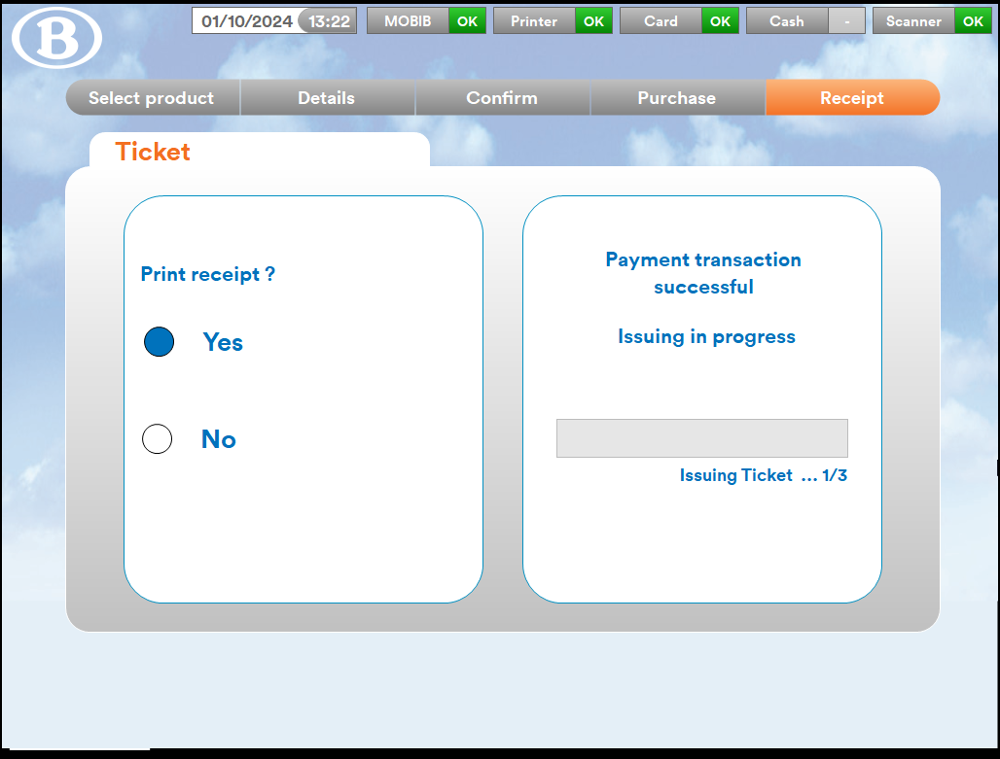 B
01/10/2024 13:22 MOBIB OK Printer OK Card OK Cash - Scanner OK
Select product Details Confirm Purchase Receipt
Ticket
Print receipt ?
Yes
No
Payment transaction
successful
Issuing in progress
Issuing Ticket ... 1/3